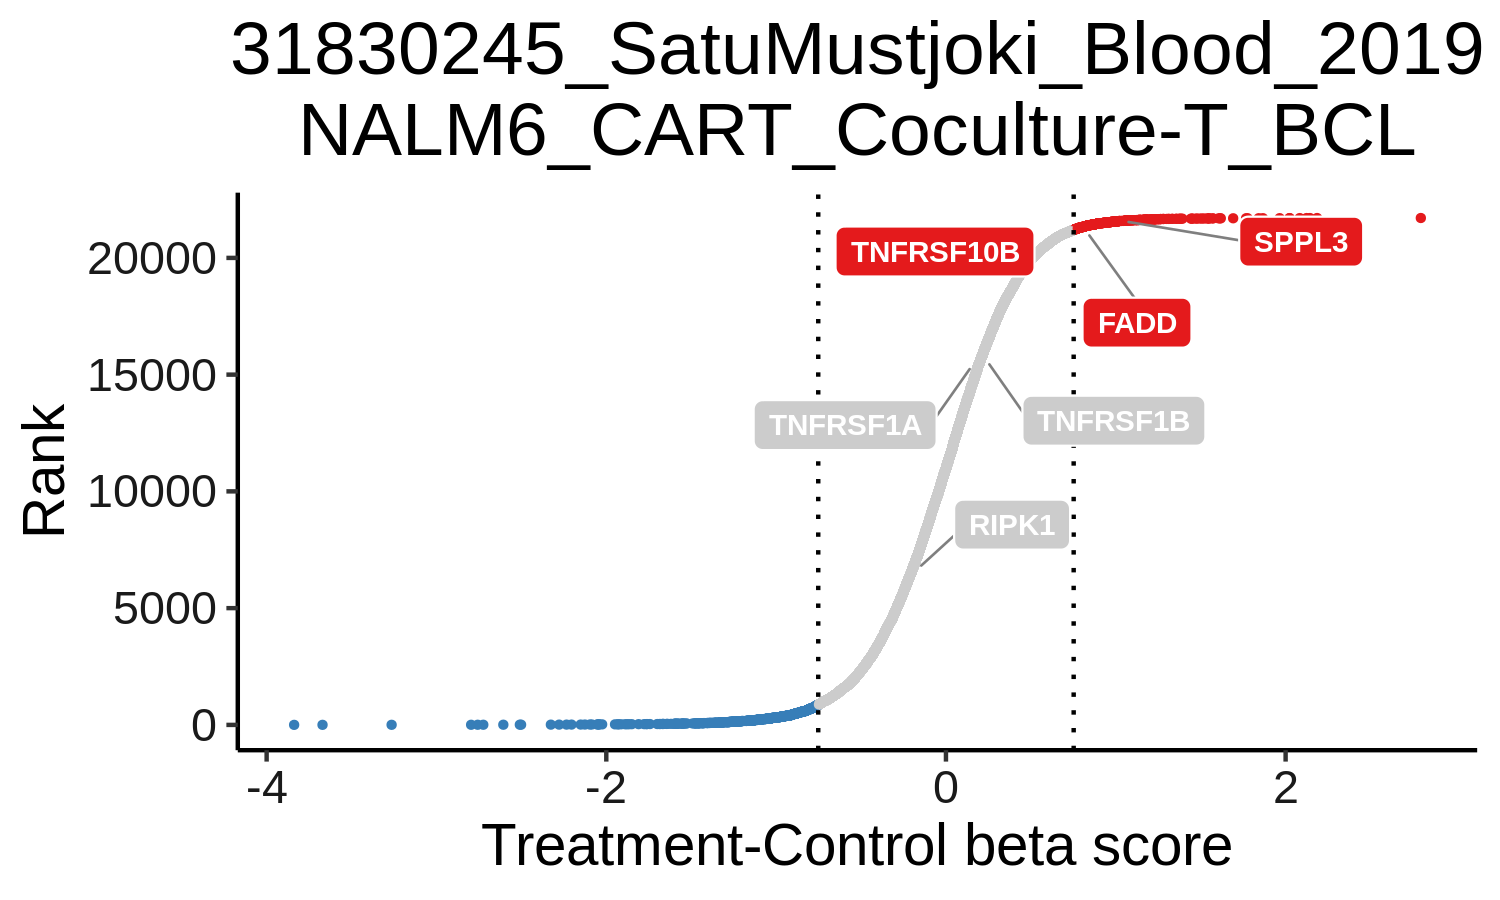 31830245_SatuMustjoki_Blood_2019
NALM6_CART_Coculture-T_BCL
Rank
20000
15000
10000
5000
0
TNFRSF10B
SPPL3
FADD
TNFRSF1A
TNFRSF1B
RIPK1
-4
-2
0
2
Treatment-Control beta score